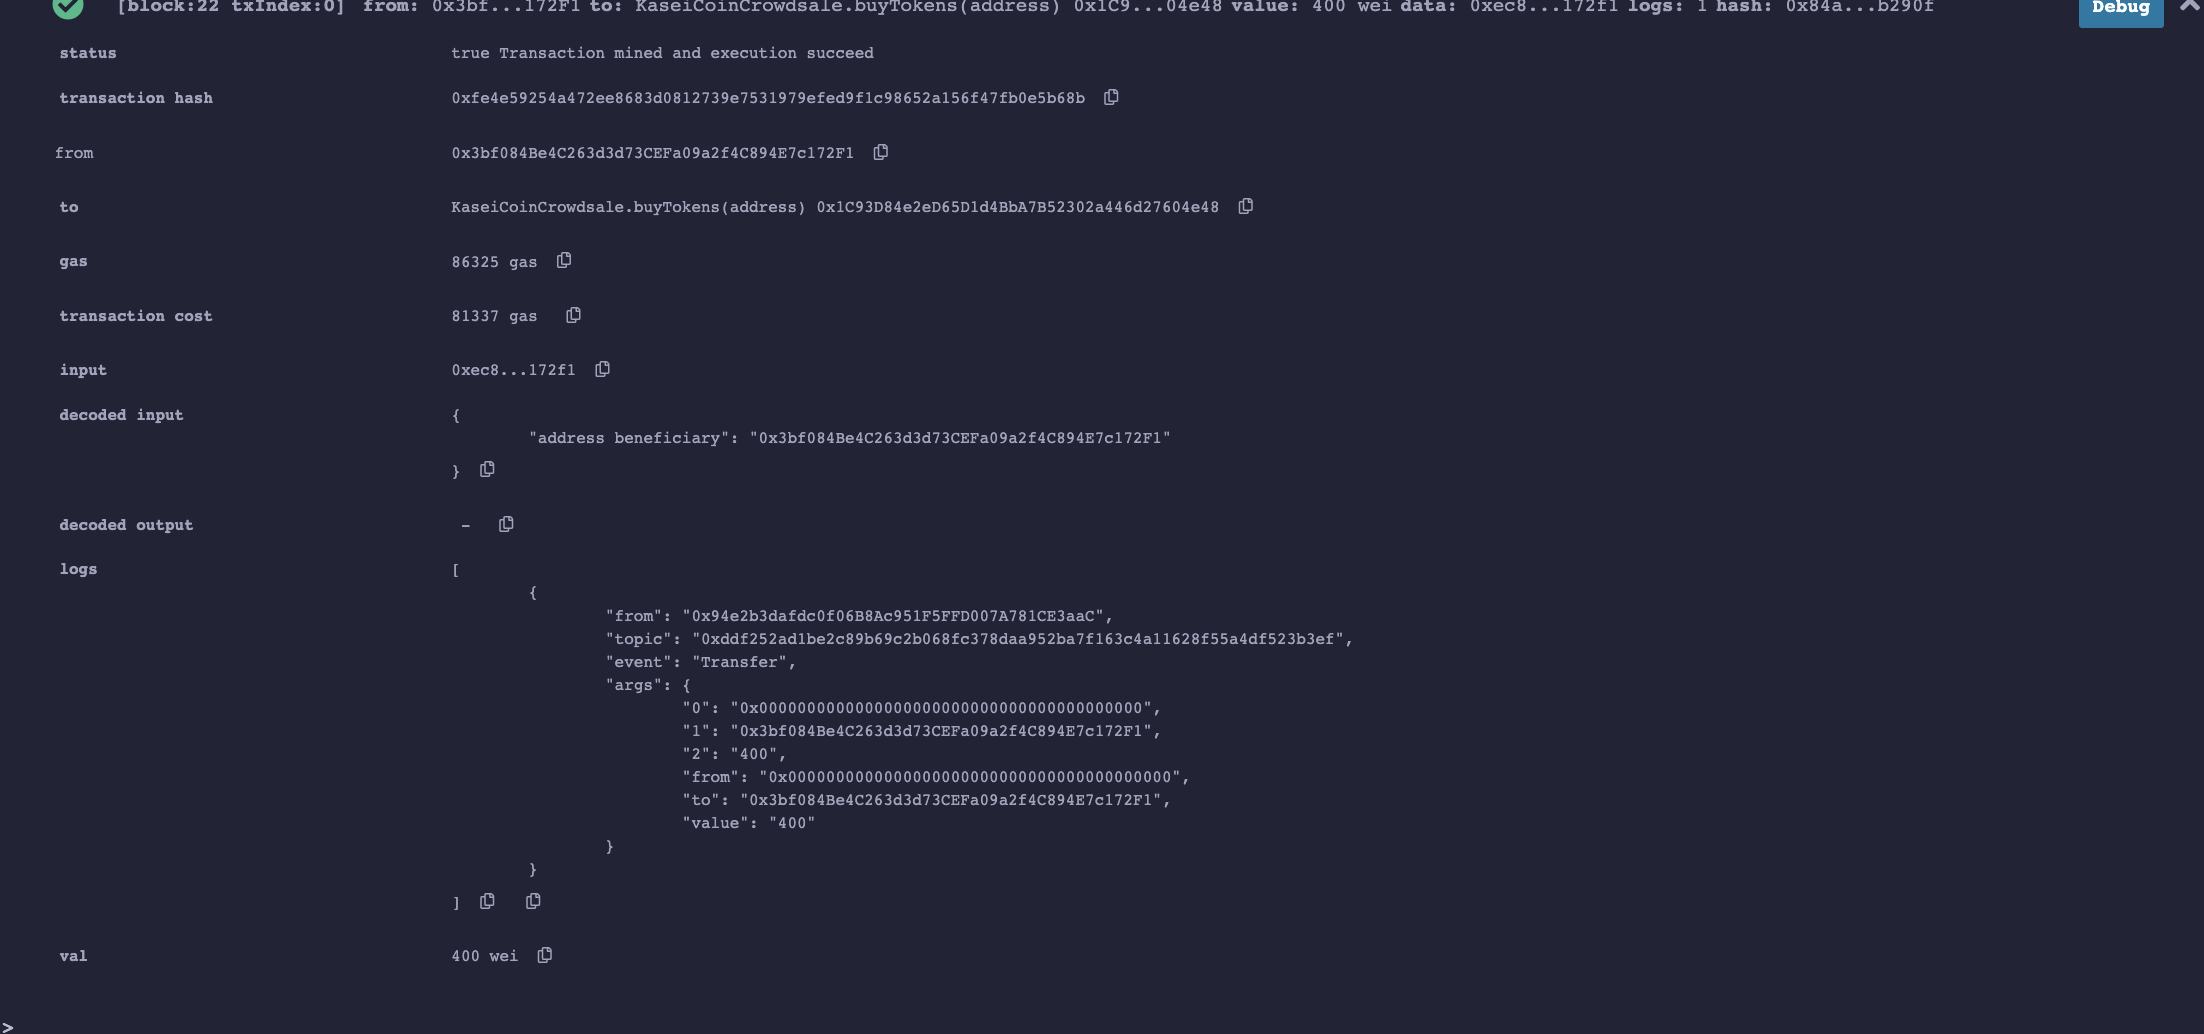 [block:22 txIndex:0] from: 0x3bf...172F1 to: KaseiCoinCrowdsale.buyTokens(address) 0x1C9...04e48 value: 400 wei data: 0xec8...172f1 logs: 1 hash: 0x84a...b290f Debug
status true Transaction mined and execution succeed
transaction hash 0xfe4e59254a472ee8683d0812739e7531979efed9f1c98652a156f47fb0e5b68b
from 0x3bf084Be4C263d3d73CEFa09a2f4C894E7c172F1
to KaseiCoinCrowdsale.buyTokens(address) 0x1C93D84e2eD65D1d4BbA7B52302a446d27604e48
gas 86325 gas
transaction cost 81337 gas
input 0xec8...172f1
decoded input {
"address beneficiary": "0x3bf084Be4C263d3d73CEFa09a2f4C894E7c172F1"
}
decoded output -
logs [
{
"from": "0x94e2b3dafdc0f06B8Ac951F5FFD007A781CE3aaC",
"topic": "0xddf252ad1be2c89b69c2b068fc378daa952ba7f163c4a11628f55a4df523b3ef",
"event": "Transfer",
"args": {
"0": "0x0000000000000000000000000000000000000000",
"1": "0x3bf084Be4C263d3d73CEFa09a2f4C894E7c172F1",
"2": "400",
"from": "0x0000000000000000000000000000000000000000",
"to": "0x3bf084Be4C263d3d73CEFa09a2f4C894E7c172F1",
"value": "400"
}
}
]
val 400 wei
>